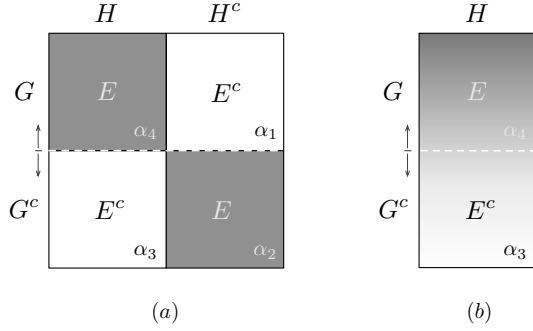 H H^c H
G E E^c G E
α_4 α_1 α_4
G^c E^c E G^c E^c
α_3 α_2 α_3
(a) (b)